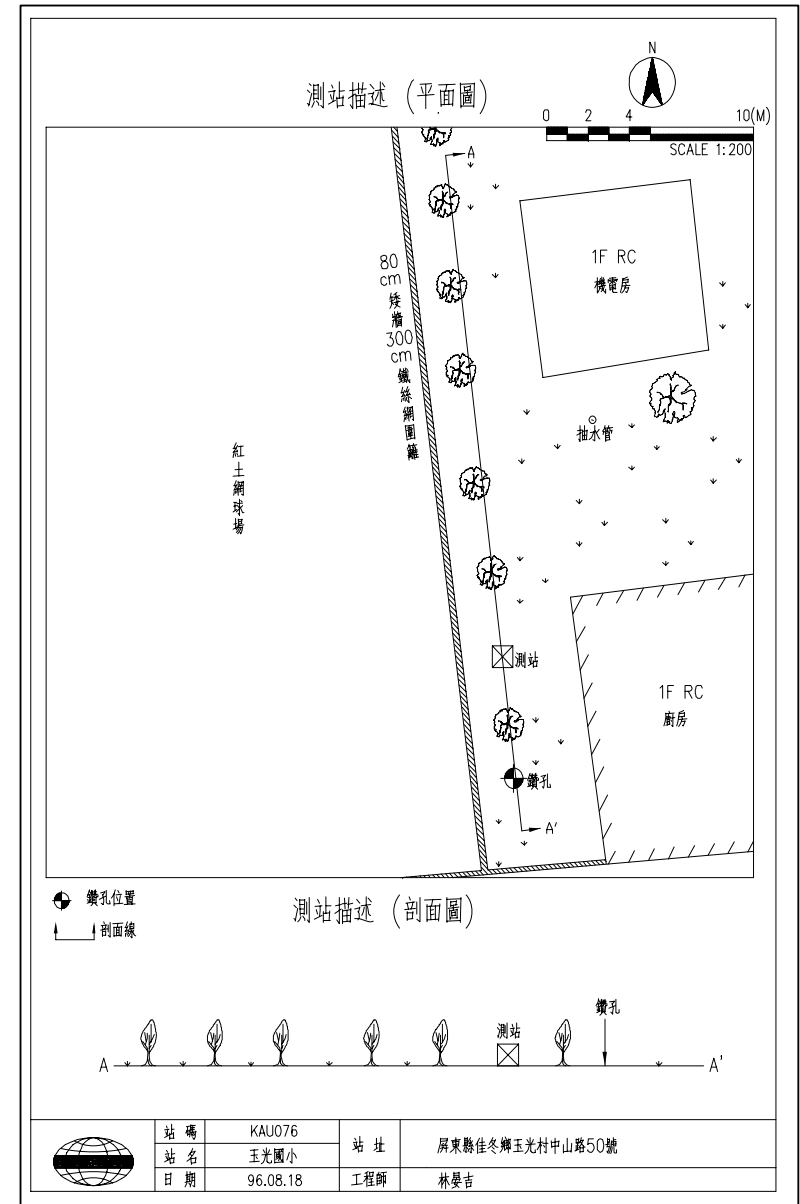 測站描述 (平面圖)
N
0 2 4 10(M)
SCALE 1:200
A
1F RC
機電房
80
cm
矮牆
300
cm
鐵絲網圍籬
抽水管
紅土網球場
測站
1F RC
廚房
鑽孔
A'
鑽孔位置
剖面線
測站描述 (剖面圖)
鑽孔
測站
A A'
站碼 KAU076 站址 屏東縣佳冬鄉玉光村中山路50號
站名 玉光國小
日期 96.08.18 工程師 林晏吉